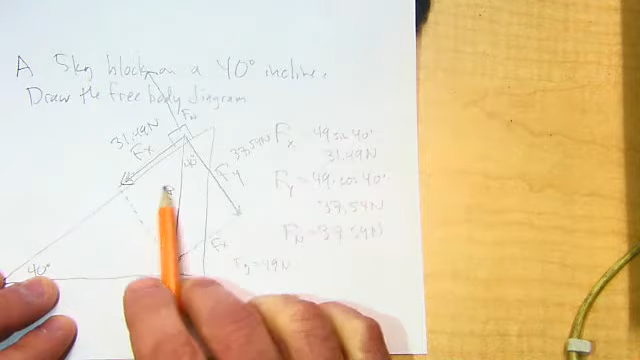 A 5kg block on a 40° incline.
Draw the free body diagram
FN
31.49N
Fx
40°
33.54N
Fy
Fx
40°
Fg = 49N
Fx = 49 sin 40°
31.49N
Fy = 49 cos 40°
37.54N
FN = 37.54N